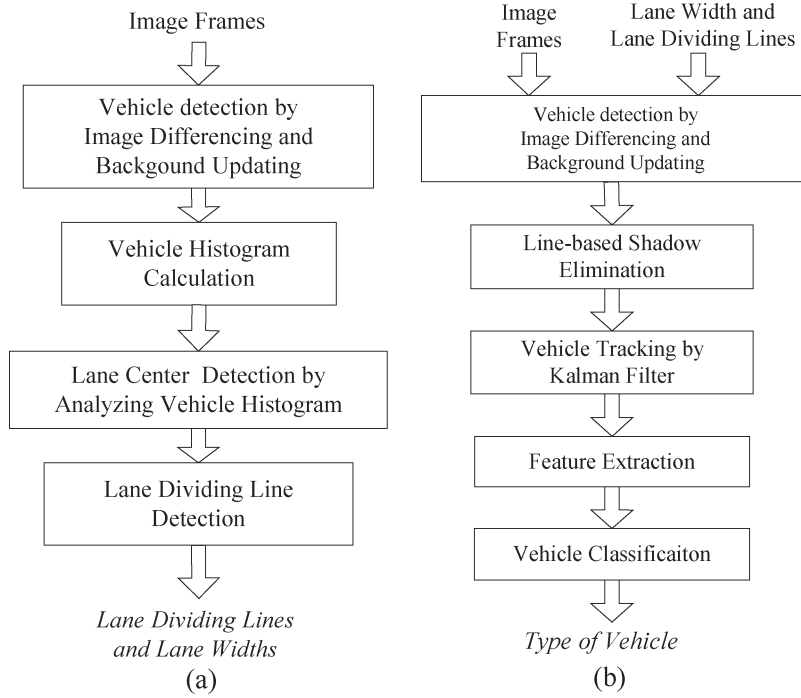 Image Frames
Vehicle detection by
Image Differencing and
Backgound Updating
Vehicle Histogram
Calculation
Lane Center Detection by
Analyzing Vehicle Histogram
Lane Dividing Line
Detection
Lane Dividing Lines
and Lane Widths
(a)
Image
Frames
Lane Width and
Lane Dividing Lines
Vehicle detection by
Image Differencing and
Background Updating
Line-based Shadow
Elimination
Vehicle Tracking by
Kalman Filter
Feature Extraction
Vehicle Classificaiton
Type of Vehicle
(b)